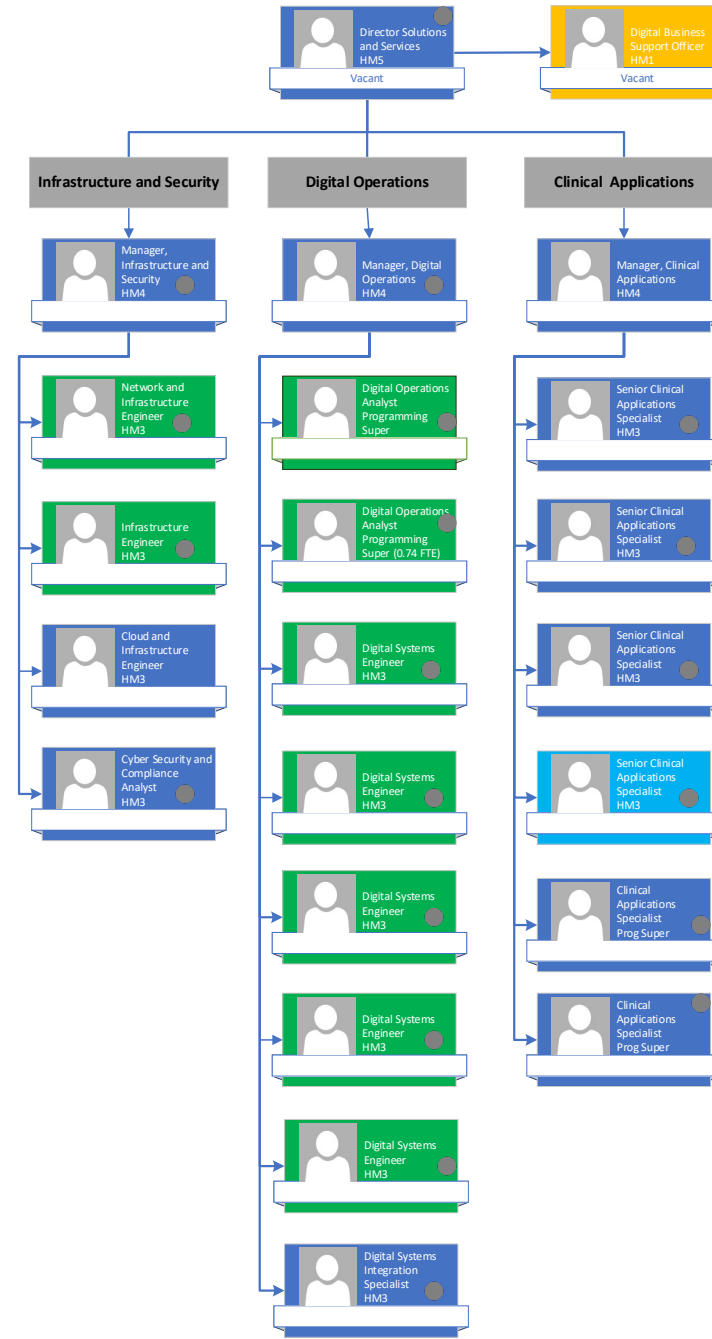 Director Solutions
and Services
HM5
Vacant
Digital Business
Support Officer
HM1
Vacant
Infrastructure and Security
Digital Operations
Clinical Applications
Manager,
Infrastructure and
Security
HM4
Manager, Digital
Operations
HM4
Manager, Clinical
Applications
HM4
Network and
Infrastructure
Engineer
HM3
Infrastructure
Engineer
HM3
Cloud and
Infrastructure
Engineer
HM3
Cyber Security and
Compliance
Analyst
HM3
Digital Operations
Analyst
Programming
Super
Digital Operations
Analyst
Programming
Super (0.74 FTE)
Digital Systems
Engineer
HM3
Digital Systems
Engineer
HM3
Digital Systems
Engineer
HM3
Digital Systems
Engineer
HM3
Digital Systems
Engineer
HM3
Digital Systems
Integration
Specialist
HM3
Senior Clinical
Applications
Specialist
HM3
Senior Clinical
Applications
Specialist
HM3
Senior Clinical
Applications
Specialist
HM3
Senior Clinical
Applications
Specialist
HM3
Clinical
Applications
Specialist
Prog Super
Clinical
Applications
Specialist
Prog Super